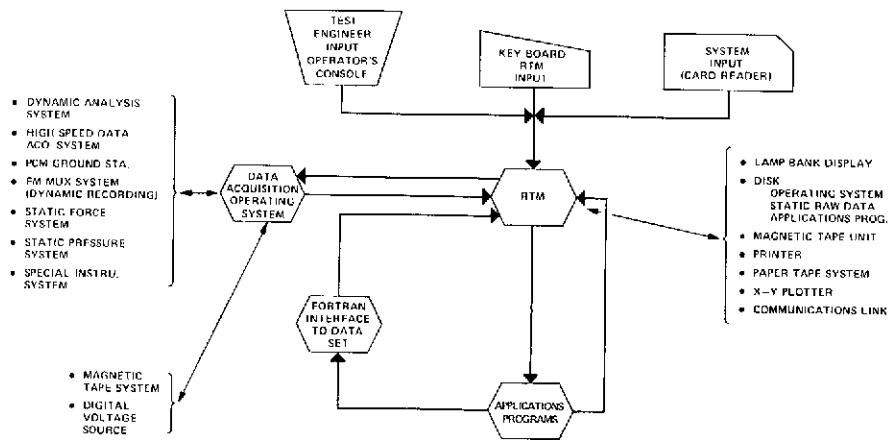 TEST
ENGINEER
INPUT
OPERATOR'S
CONSOLE
KEY BOARD
RTM
INPUT
SYSTEM
INPUT
(CARD READER)
• DYNAMIC ANALYSIS
SYSTEM
• HIGH SPEED DATA
ACQ. SYSTEM
• PCM GROUND STA.
• FM MUX SYSTEM
(DYNAMIC RECORDING)
• STATIC FORCE
SYSTEM
• STATIC PRESSURE
SYSTEM
• SPECIAL INSTRU.
SYSTEM
DATA
ACQUISITION
OPERATING
SYSTEM
RTM
• LAMP BANK DISPLAY
• DISK
OPERATING SYSTEM
STATIC RAW DATA
APPLICATIONS PROG.
• MAGNETIC TAPE UNIT
• PRINTER
• PAPER TAPE SYSTEM
• X-Y PLOTTER
• COMMUNICATIONS LINK
FORTRAN
INTERFACE
TO DATA
SET
• MAGNETIC
TAPE SYSTEM
• DIGITAL
VOLTAGE
SOURCE
APPLICATIONS
PROGRAMS